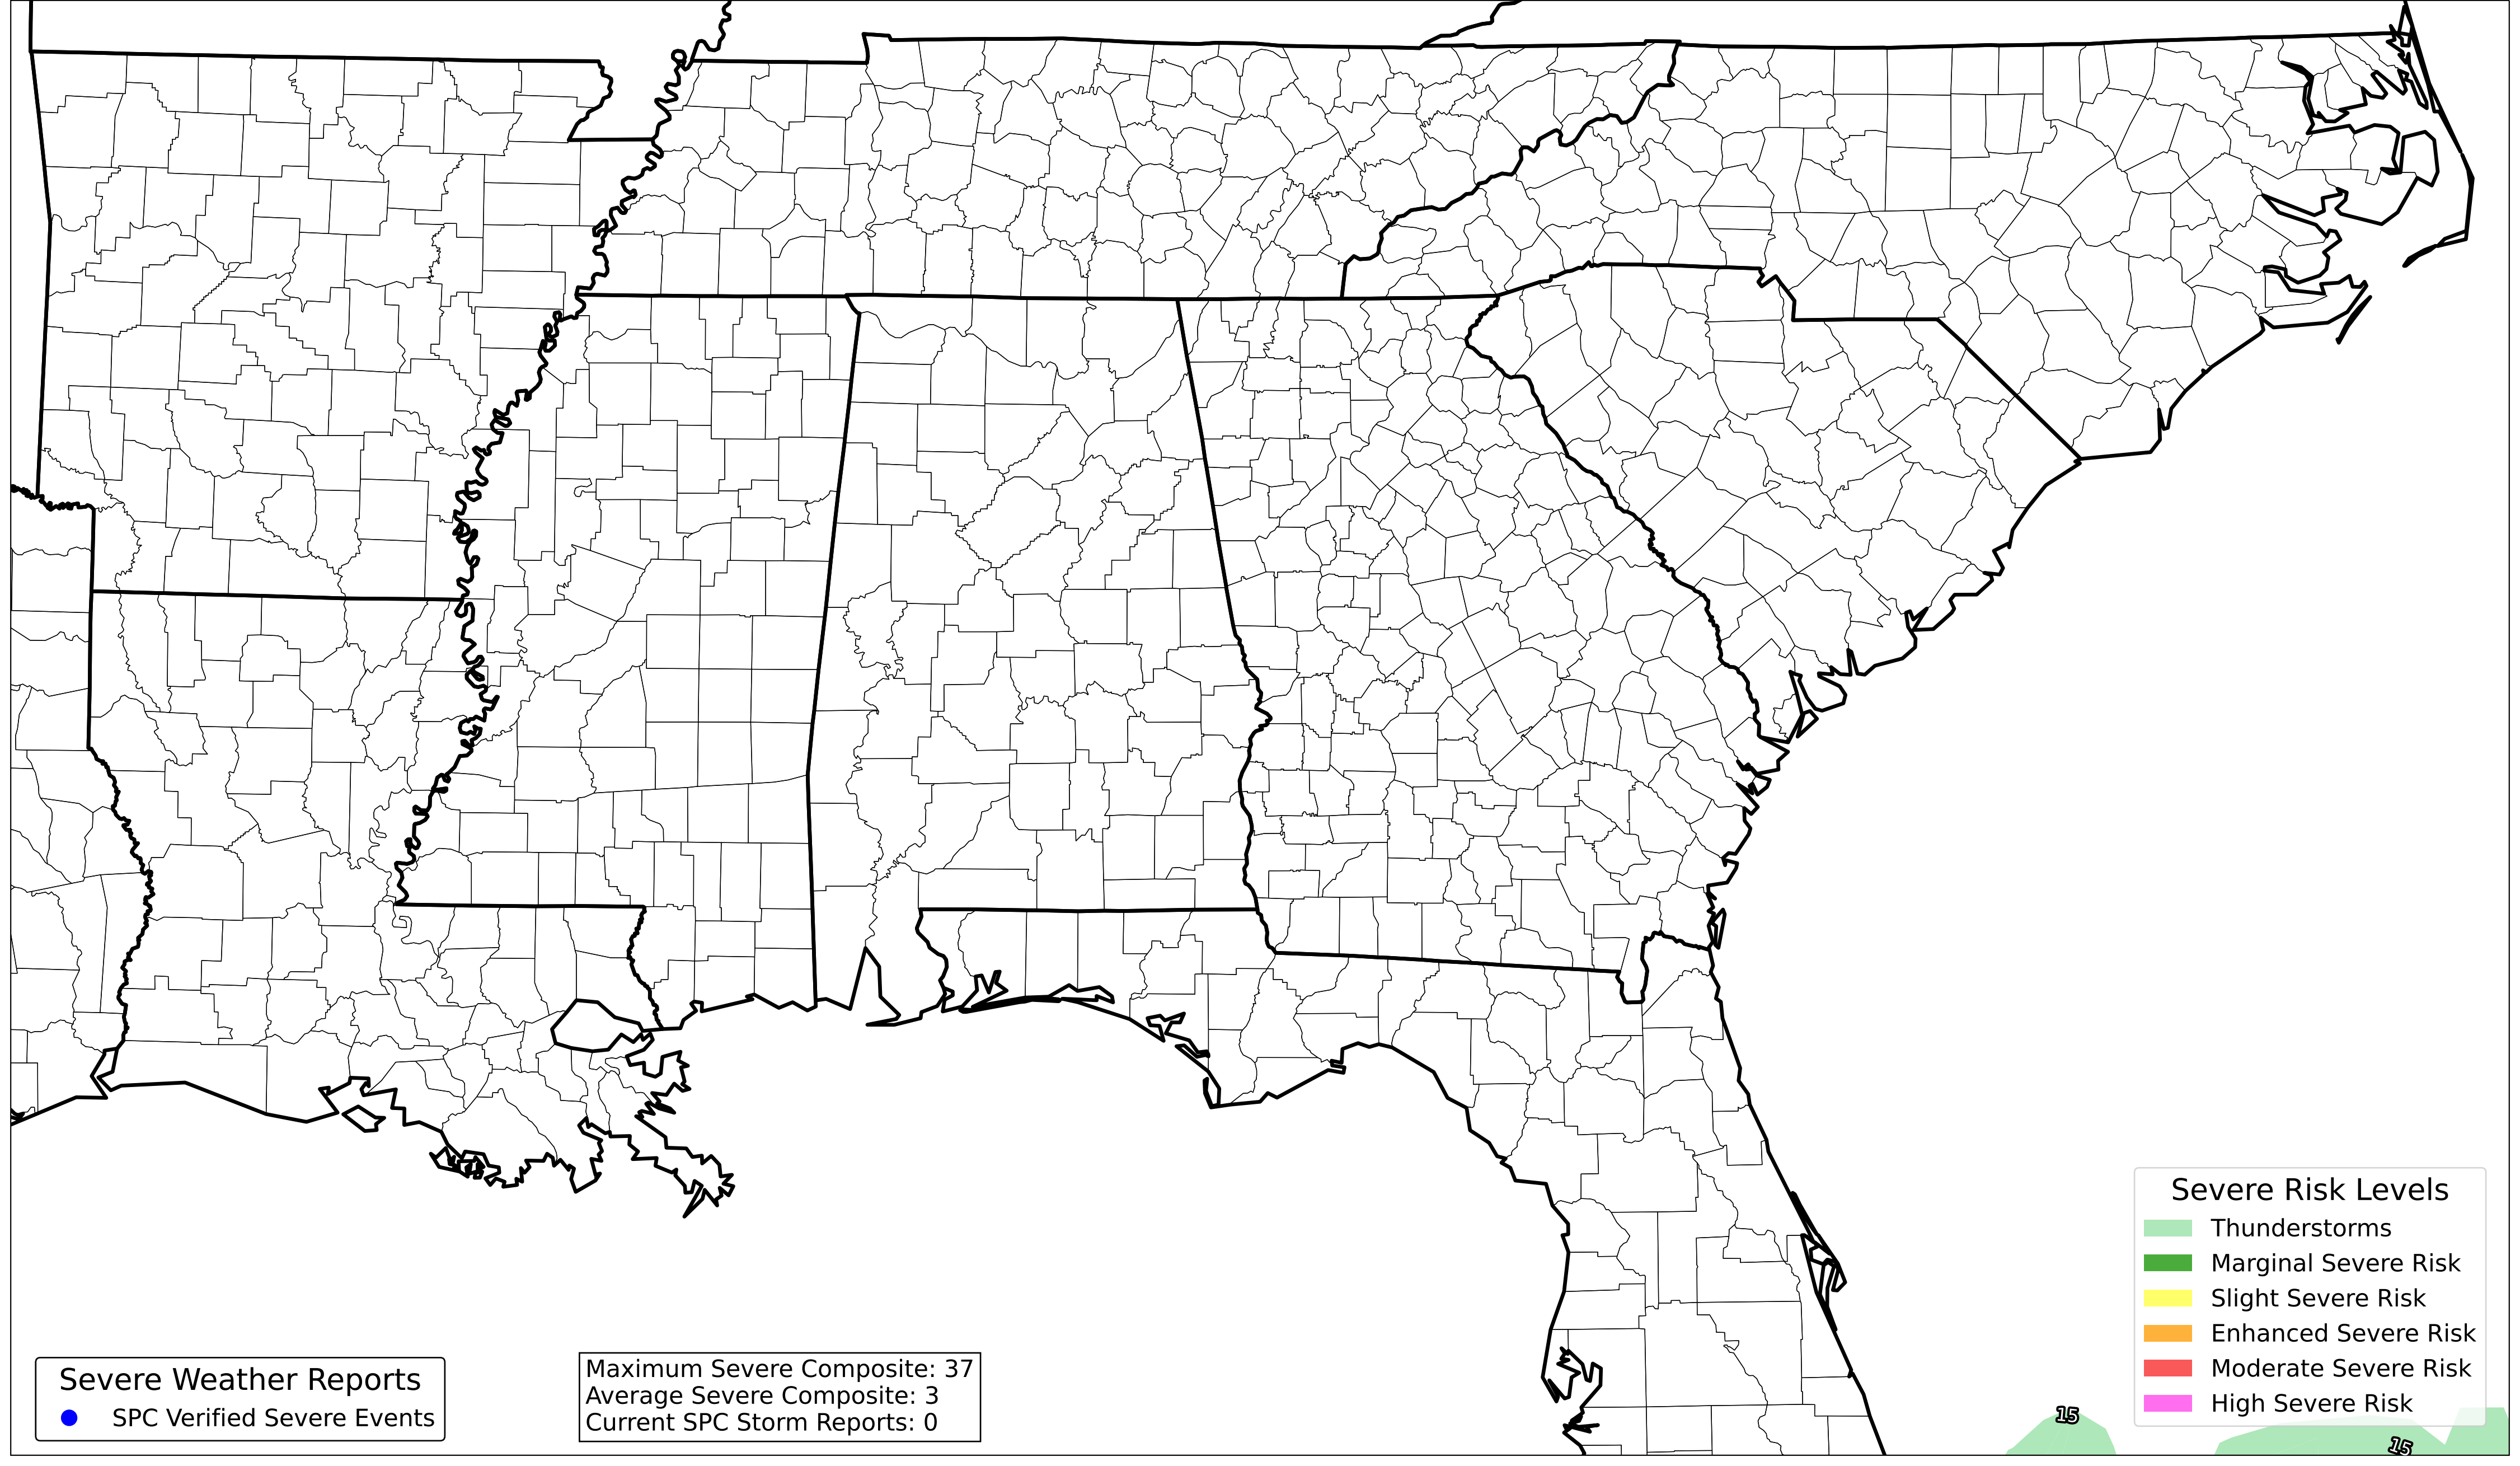 Severe Risk Levels
Thunderstorms
Marginal Severe Risk
Slight Severe Risk
Enhanced Severe Risk
Moderate Severe Risk
High Severe Risk
Severe Weather Reports
SPC Verified Severe Events
Maximum Severe Composite: 37
Average Severe Composite: 3
Current SPC Storm Reports: 0
15
15